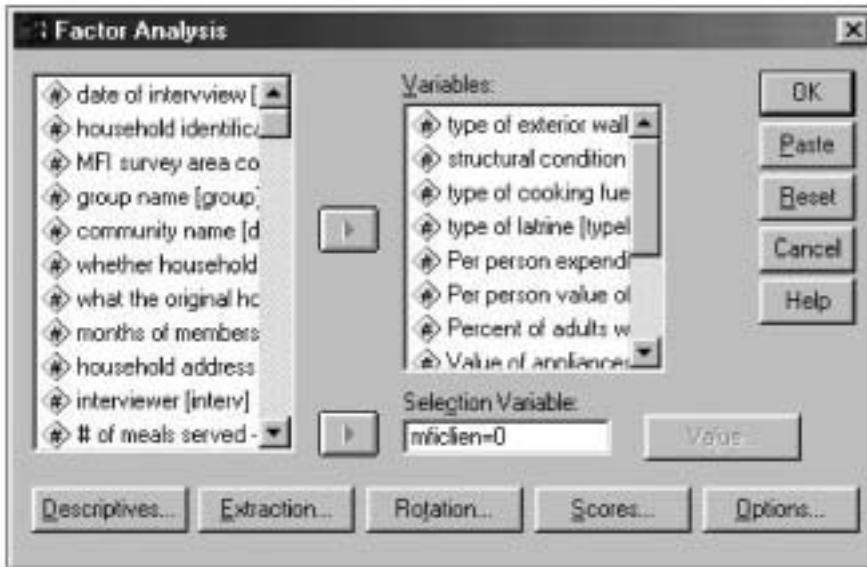 Factor Analysis
date of intervview [
household identifica
MFI survey area co
group name [group]
community name [d
whether household
what the original ho
months of members
household address
interviewer [interv]
# of meals served -
Variables:
type of exterior wall
structural condition
type of cooking fue
type of latrine [typel
Per person expendi
Per person value of
Percent of adults w
Value of appliances
Selection Variable:
mficlien=0
Value...
OK
Paste
Reset
Cancel
Help
Descriptives...
Extraction...
Rotation...
Scores...
Options...